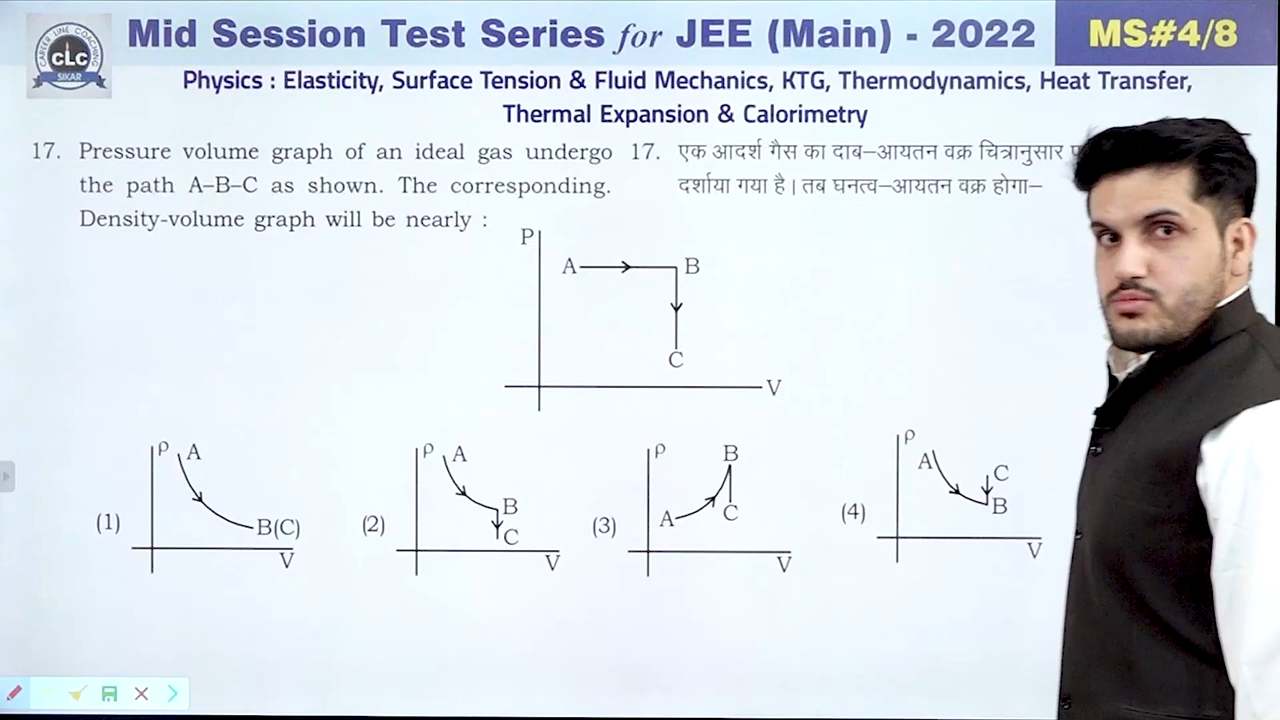 CAREER LINE COACHING
CLC
SIKAR
Mid Session Test Series for JEE (Main) - 2022
MS#4/8
Physics : Elasticity, Surface Tension & Fluid Mechanics, KTG, Thermodynamics, Heat Transfer,
Thermal Expansion & Calorimetry
17. Pressure volume graph of an ideal gas undergo
the path A–B–C as shown. The corresponding.
Density-volume graph will be nearly :
17. एक आदर्श गैस का दाब–आयतन वक्र चित्रानुसार
दर्शाया गया है। तब घनत्व–आयतन वक्र होगा–
P
A B
C
V
(1) ρ A B(C) V
(2) ρ A B C V
(3) ρ A B C V
(4) ρ A C B V